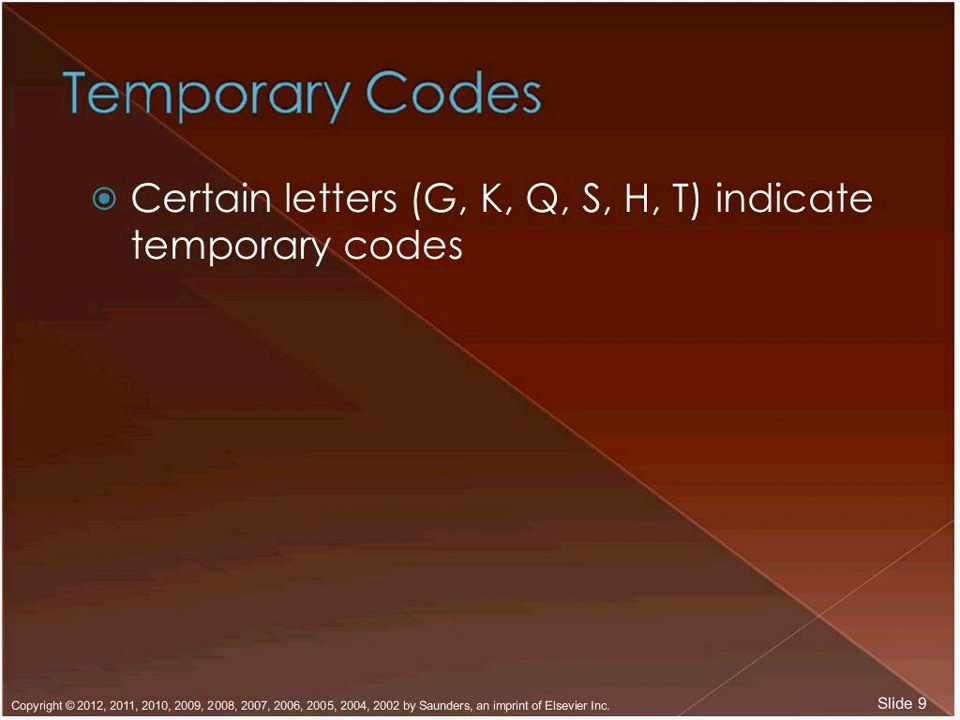 Temporary Codes
Certain letters (G, K, Q, S, H, T) indicate
temporary codes
Copyright © 2012, 2011, 2010, 2009, 2008, 2007, 2006, 2005, 2004, 2002 by Saunders, an imprint of Elsevier Inc.
Slide 9